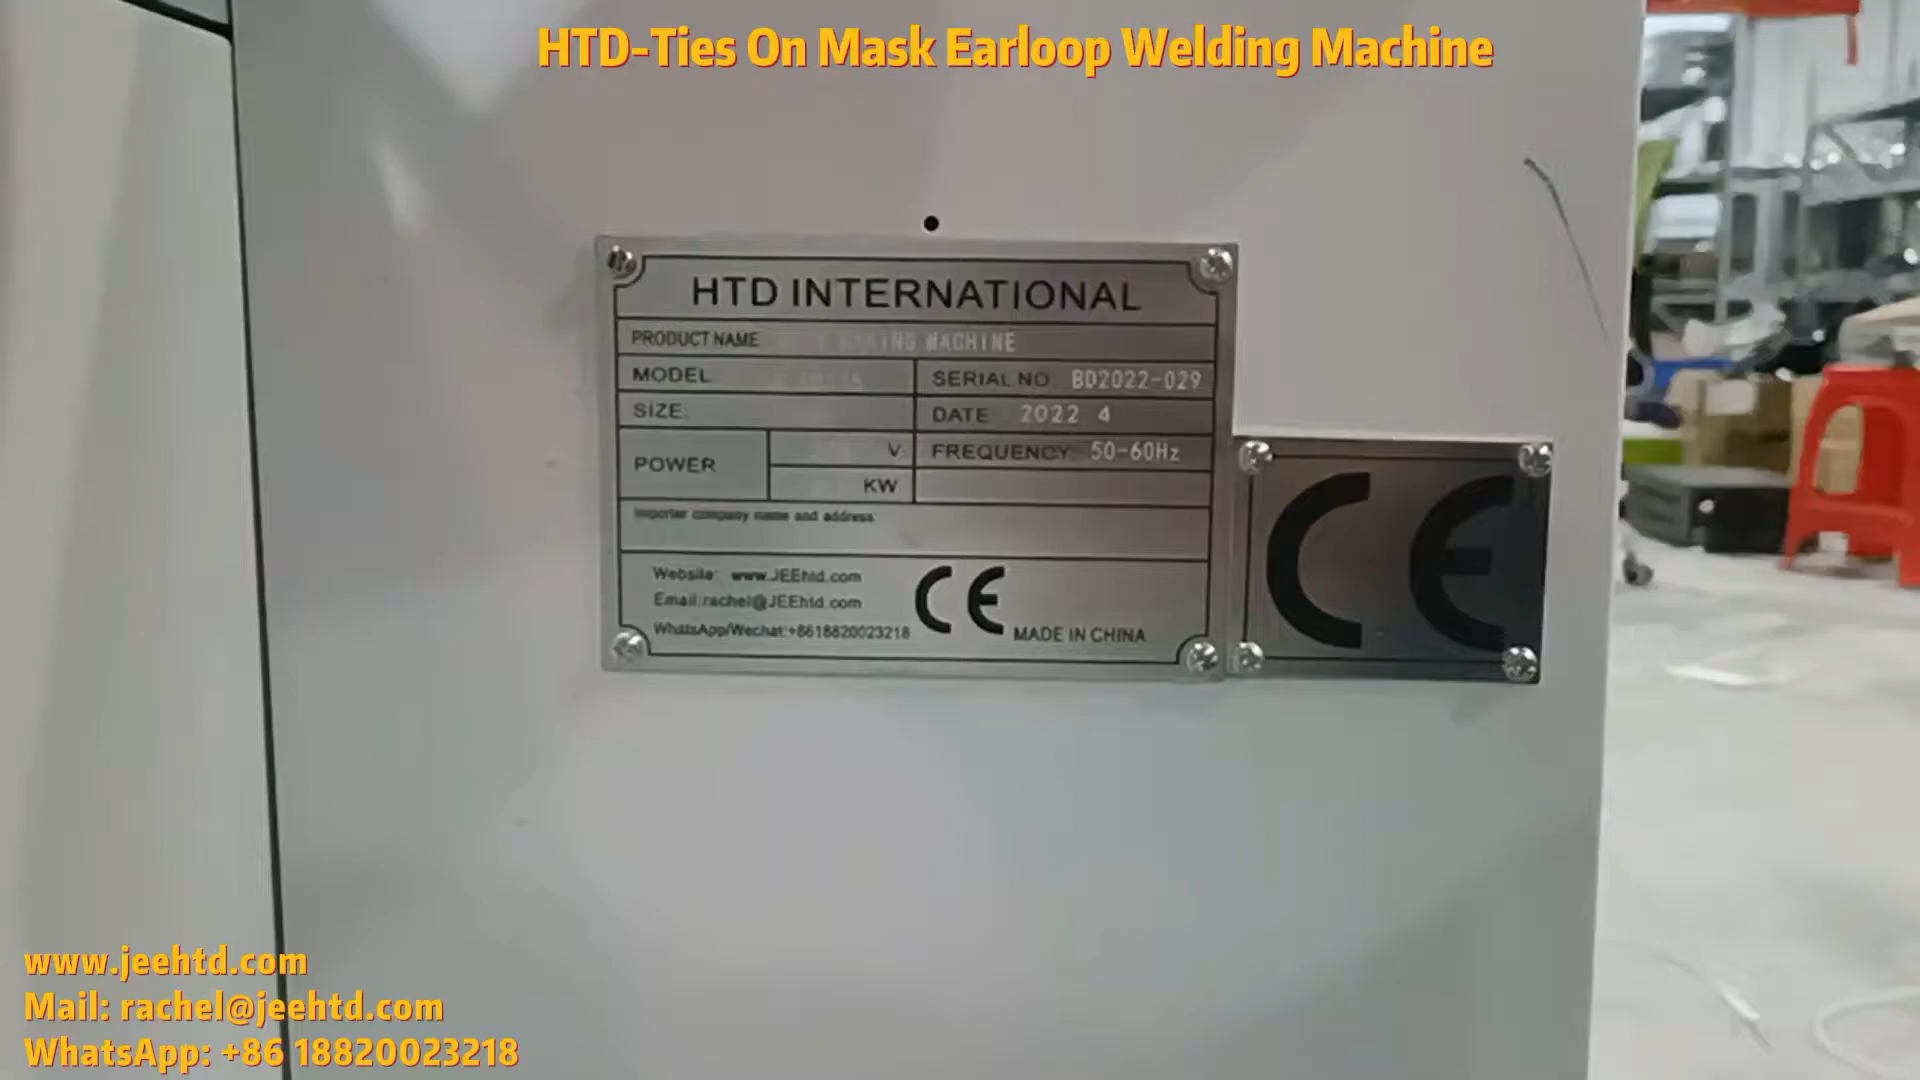 HTD-Ties On Mask Earloop Welding Machine
HTD INTERNATIONAL
PRODUCT NAME MACHINE
MODEL
SERIAL NO: BD2022-029
SIZE:
DATE 2022 4
POWER
V
FREQUENCY: 50-60Hz
KW
Importer company name and address
Website: www.JEEhtd.com
Email:rachel@JEEhtd.com
WhatsApp/Wechat:+8618820023218
CE
MADE IN CHINA
CE
www.jeehtd.com
Mail: rachel@jeehtd.com
WhatsApp: +86 18820023218